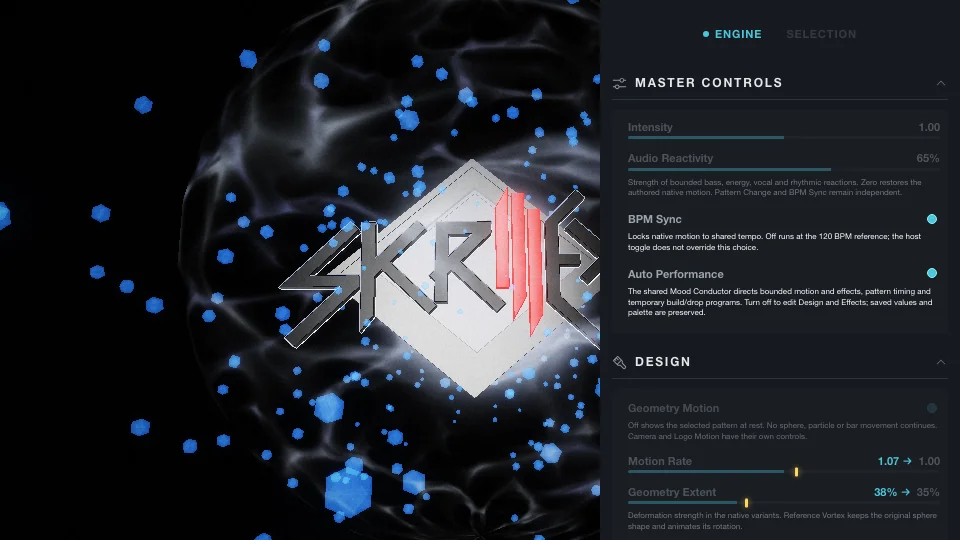 SKRIE
ENGINE SELECTION
MASTER CONTROLS
Intensity 1.00
Audio Reactivity 65%
Strength of bounded bass, energy, vocal and rhythmic reactions. Zero restores the
authored native motion. Pattern Change and BPM Sync remain independent.
BPM Sync
Locks native motion to shared tempo. Off runs at the 120 BPM reference; the host
toggle does not override this choice.
Auto Performance
The shared Mood Conductor directs bounded motion and effects, pattern timing and
temporary build/drop programs. Turn off to edit Design and Effects; saved values and
palette are preserved.
DESIGN
Geometry Motion
Off shows the selected pattern at rest. No sphere, particle or bar movement continues.
Camera and Logo Motion have their own controls.
Motion Rate 1.07 → 1.00
Geometry Extent 38% → 35%
Deformation strength in the native variants. Reference Vortex keeps the original sphere
shape and animates its rotation.